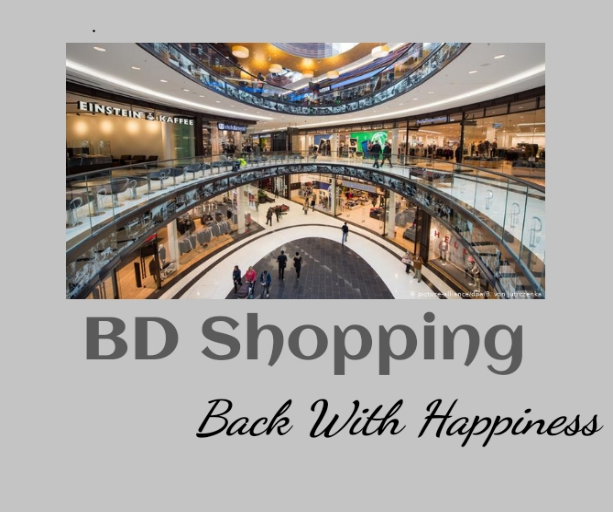 EINSTEIN KAFFEE
BD Shopping
Back With Happiness